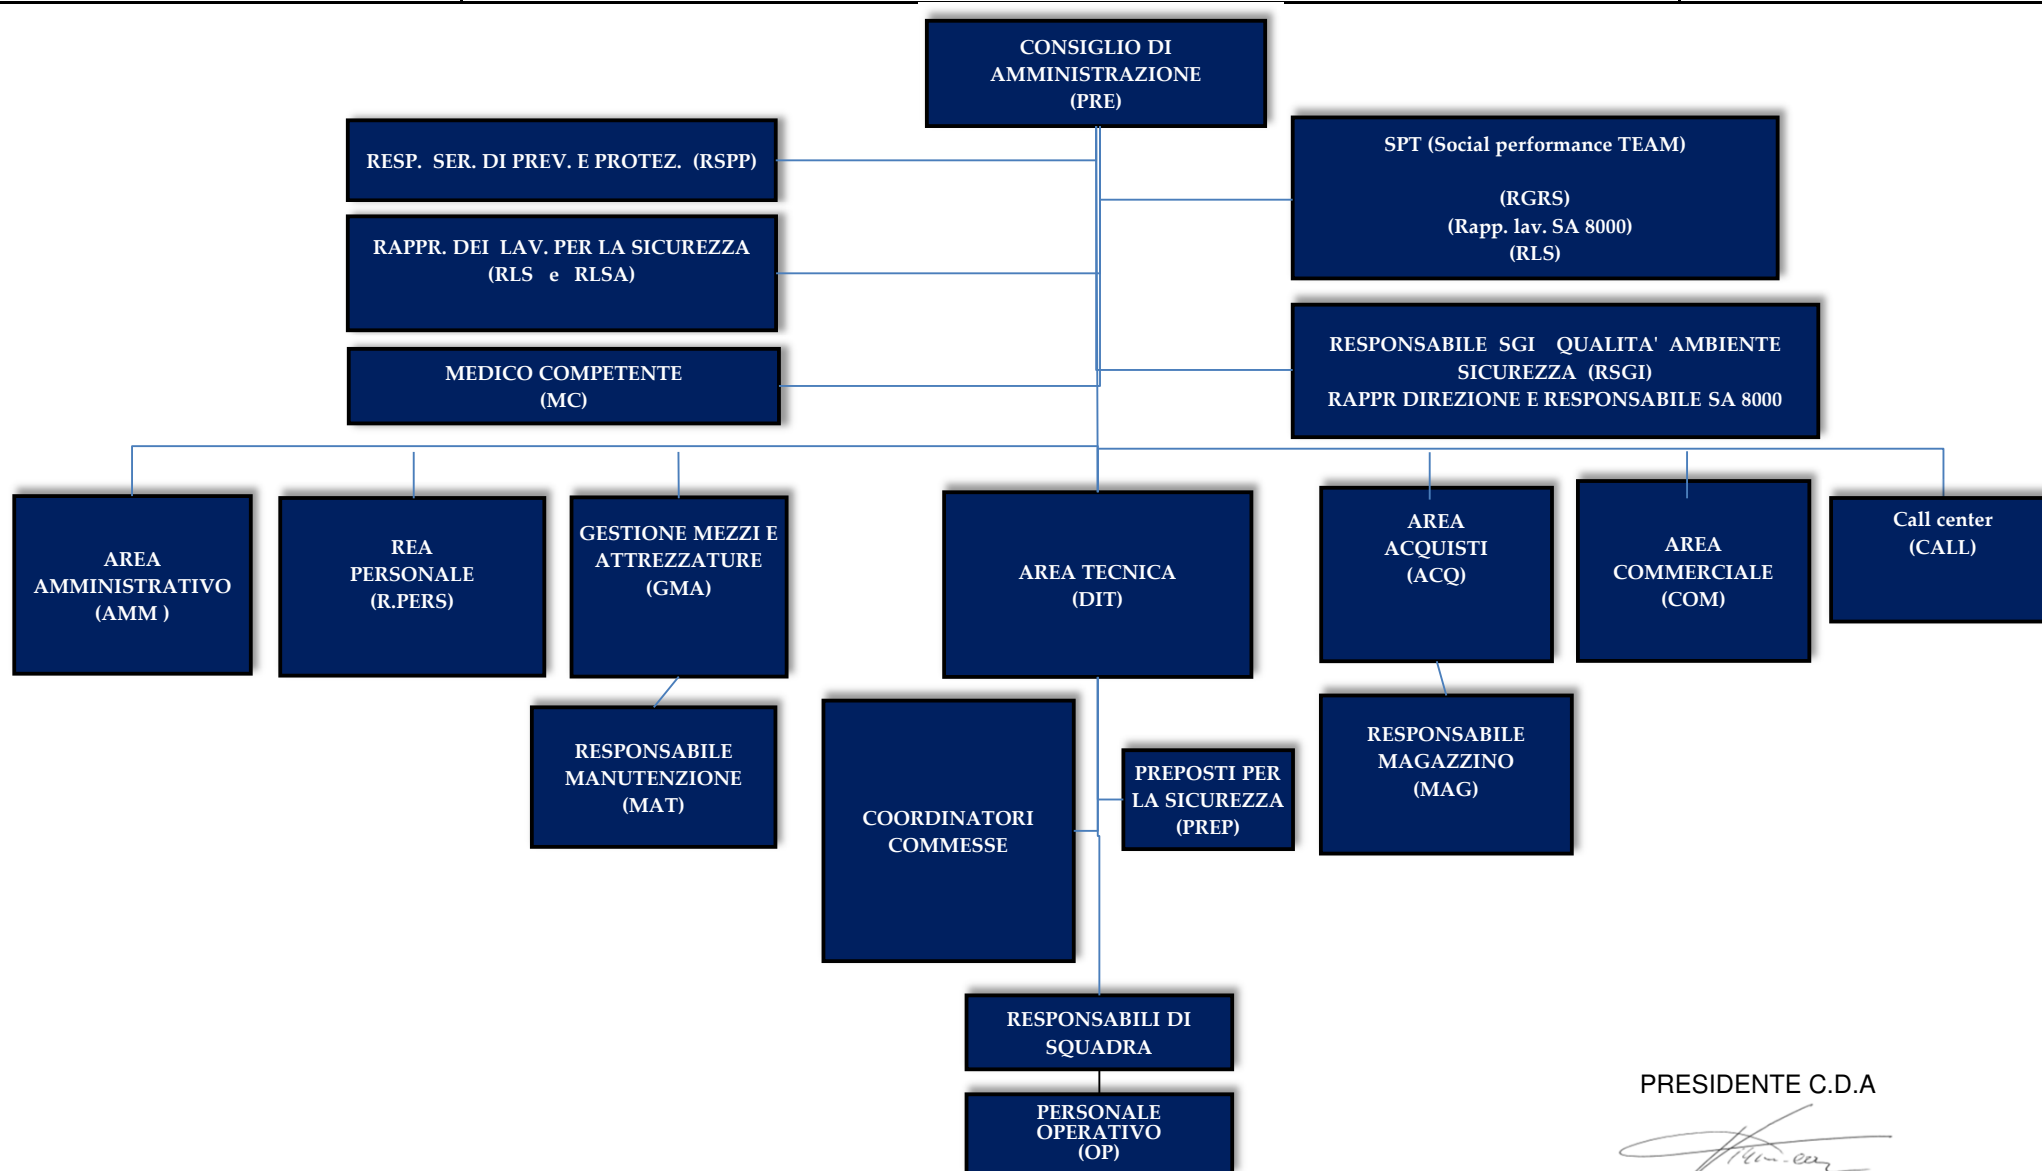 CONSIGLIO DI
AMMINISTRAZIONE
(PRE)
RESP. SER. DI PREV. E PROTEZ. (RSPP)
SPT (Social performance TEAM)
(RGRS)
(Rapp. lav. SA 8000)
(RLS)
RAPPR. DEI LAV. PER LA SICUREZZA
(RLS e RLSA)
RESPONSABILE SGI QUALITA' AMBIENTE
SICUREZZA (RSGI)
RAPPR DIREZIONE E RESPONSABILE SA 8000
MEDICO COMPETENTE
(MC)
AREA
AMMINISTRATIVO
(AMM )
REA
PERSONALE
(R.PERS)
GESTIONE MEZZI E
ATTREZZATURE
(GMA)
AREA TECNICA
(DIT)
AREA
ACQUISTI
(ACQ)
AREA
COMMERCIALE
(COM)
Call center
(CALL)
RESPONSABILE
MANUTENZIONE
(MAT)
COORDINATORI
COMMESSE
PREPOSTI PER
LA SICUREZZA
(PREP)
RESPONSABILE
MAGAZZINO
(MAG)
RESPONSABILI DI
SQUADRA
PERSONALE
OPERATIVO
(OP)
PRESIDENTE C.D.A